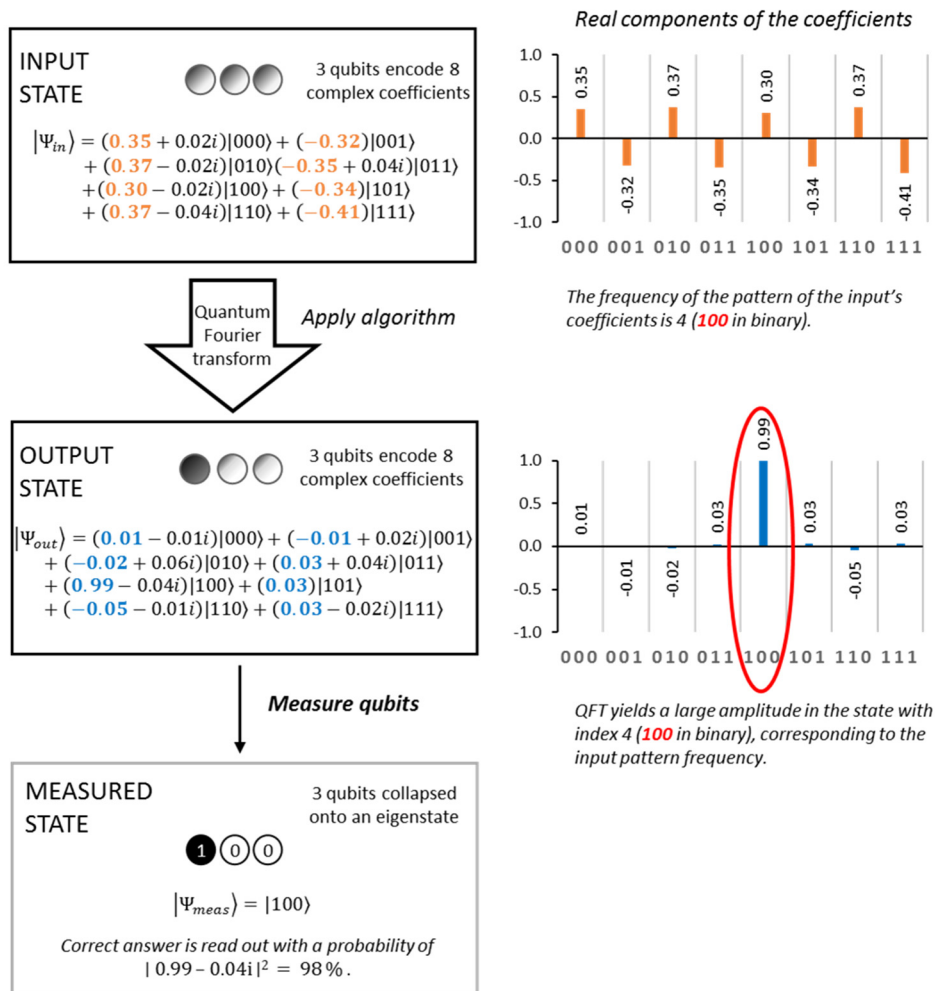 INPUT
STATE
3 qubits encode 8
complex coefficients
|Ψ_in⟩ = (0.35 + 0.02i)|000⟩ + (−0.32)|001⟩
+ (0.37 − 0.02i)|010⟩(−0.35 + 0.04i)|011⟩
+(0.30 − 0.02i)|100⟩ + (−0.34)|101⟩
+ (0.37 − 0.04i)|110⟩ + (−0.41)|111⟩
Real components of the coefficients
1.0
0.5
0.0
-0.5
-1.0
0.35
-0.32
0.37
-0.35
0.30
-0.34
0.37
-0.41
000 001 010 011 100 101 110 111
The frequency of the pattern of the input's
coefficients is 4 (100 in binary).
Quantum
Fourier
transform
Apply algorithm
OUTPUT
STATE
3 qubits encode 8
complex coefficients
|Ψ_out⟩ = (0.01 − 0.01i)|000⟩ + (−0.01 + 0.02i)|001⟩
+ (−0.02 + 0.06i)|010⟩ + (0.03 + 0.04i)|011⟩
+ (0.99 − 0.04i)|100⟩ + (0.03)|101⟩
+ (−0.05 − 0.01i)|110⟩ + (0.03 − 0.02i)|111⟩
1.0
0.5
0.0
-0.5
-1.0
0.01
-0.01
-0.02
0.03
0.99
0.03
-0.05
0.03
000 001 010 011 100 101 110 111
QFT yields a large amplitude in the state with
index 4 (100 in binary), corresponding to the
input pattern frequency.
Measure qubits
MEASURED
STATE
3 qubits collapsed
onto an eigenstate
1 0 0
|Ψ_meas⟩ = |100⟩
Correct answer is read out with a probability of
| 0.99 – 0.04i |² = 98 % .